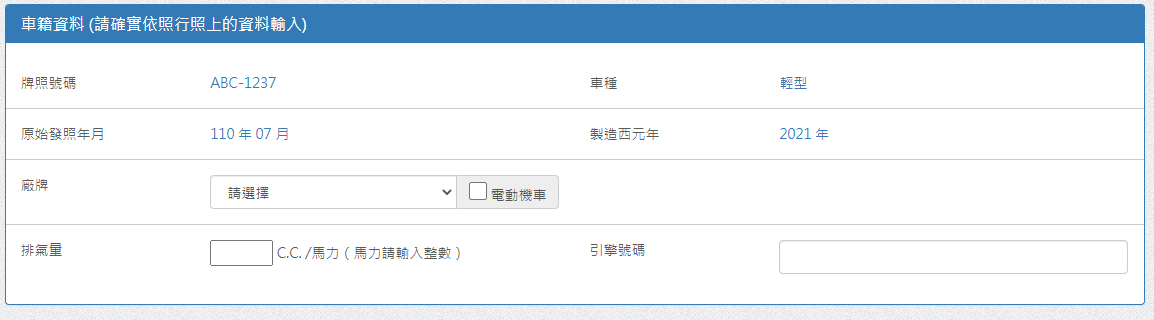 車籍資料 (請確實依照行照上的資料輸入)
牌照號碼 ABC-1237 車種 輕型
原始發照年月 110 年 07 月 製造西元年 2021 年
廠牌 請選擇 電動機車
排氣量 C.C. /馬力 ( 馬力請輸入整數 ) 引擎號碼